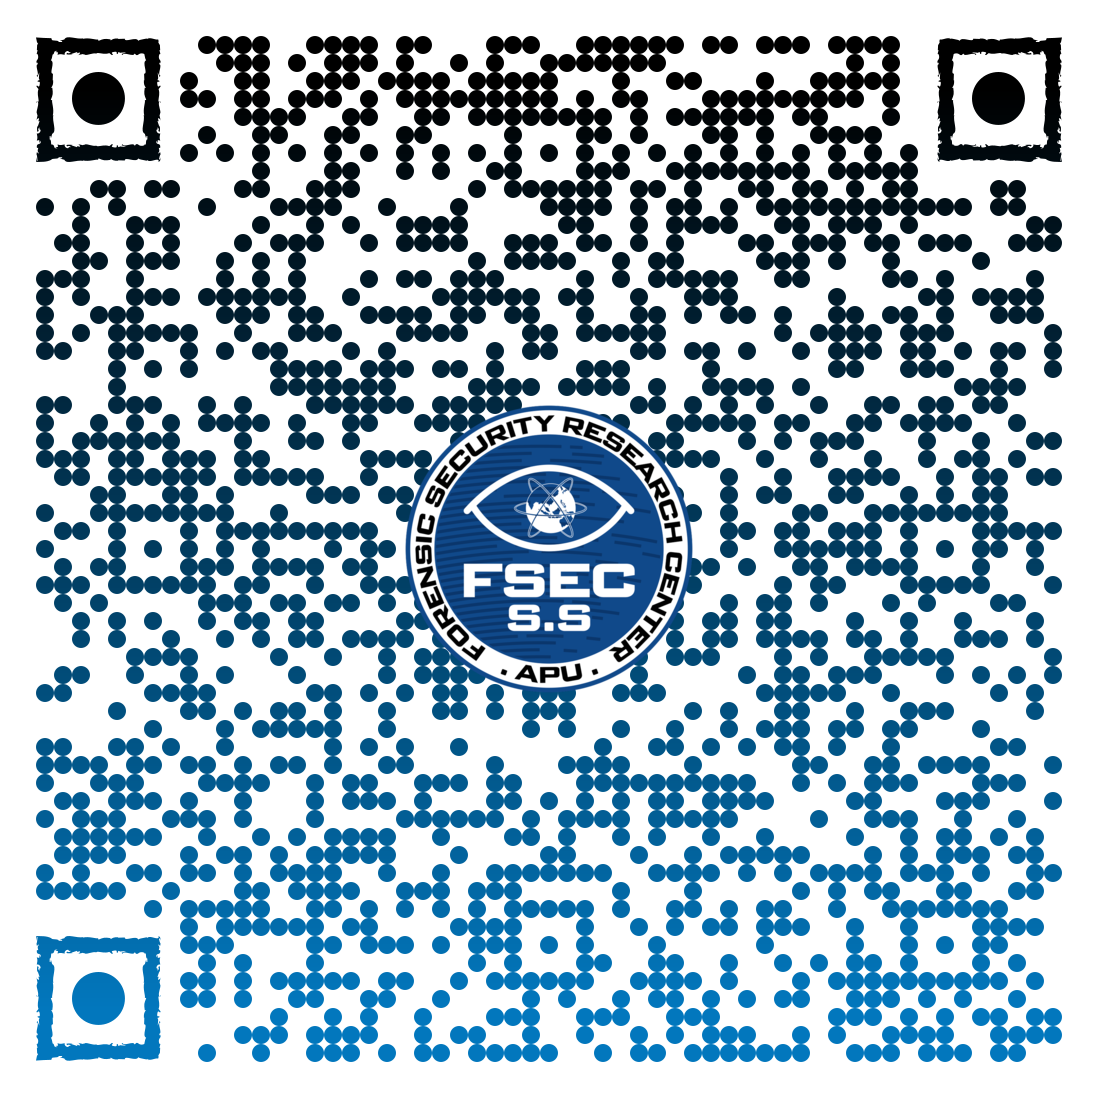 FORENSIC SECURITY RESEARCH CENTER
FSEC
S.S
· APU ·